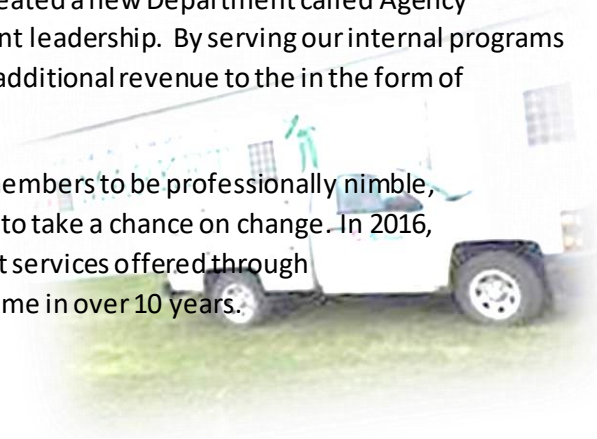 eated a new Department called Agency
nt leadership.  By serving our internal programs
additional revenue to the in the form of
embers to be professionally nimble,
to take a chance on change. In 2016,
t services offered through
me in over 10 years.